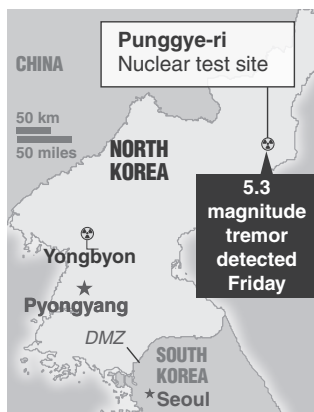 Punggye-ri
Nuclear test site
CHINA
50 km
50 miles
NORTH
KOREA
5.3
magnitude
tremor
detected
Friday
Yongbyon
Pyongyang
DMZ
SOUTH
KOREA
Seoul